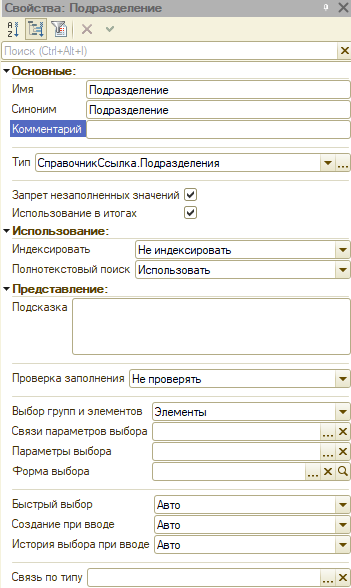 Свойства: Подразделение
Поиск (Ctrl+Alt+I)
Основные:
Имя Подразделение
Синоним Подразделение
Комментарий
Тип СправочникСсылка.Подразделения
Запрет незаполненных значений
Использование в итогах
Использование:
Индексировать Не индексировать
Полнотекстовый поиск Использовать
Представление:
Подсказка
Проверка заполнения Не проверять
Выбор групп и элементов Элементы
Связи параметров выбора
Параметры выбора
Форма выбора
Быстрый выбор Авто
Создание при вводе Авто
История выбора при вводе Авто
Связь по типу